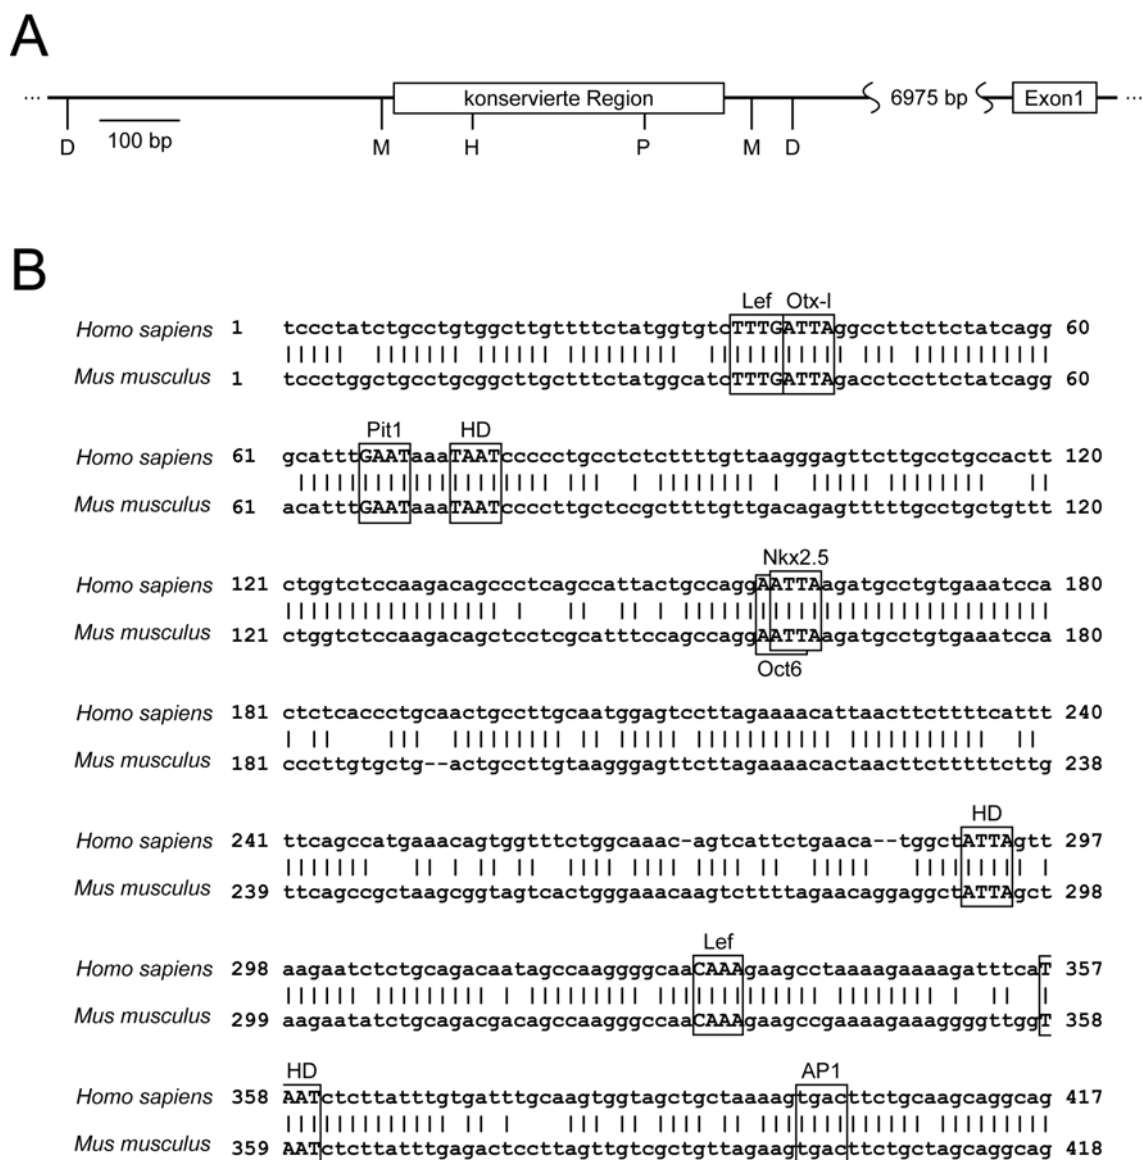 A
... konservierte Region 6975 bp Exon1 ...
D 100 bp M H P M D
B
Lef Otx-I
Homo sapiens 1 tccctatctgcctgtggcttgttttctatggtgtcTTTGATTAggccttcttctatcagg 60
Mus musculus 1 tccctggctgcctgcggcttgctttctatggcatcTTTGATTAgacctccttctatcagg 60
Pit1 HD
Homo sapiens 61 gcatttGAATaaaTAATcccccctgcctctcttttgttaagggagttcttgcctgccactt 120
Mus musculus 61 acatttGAATaaaTAATccccttgctccgcttttgttgacagagtttttgcctgctgttt 120
Nkx2.5
Homo sapiens 121 ctggtctccaagacagccctcagccattactgccaggAATTAagatgcctgtgaaatcca 180
Mus musculus 121 ctggtctccaagacagctcctcgcatttccagccaggAATTAagatgcctgtgaaatcca 180
Oct6
Homo sapiens 181 ctctcaccctgcaactgccttgcaatggagtccttagaaaacattaacttcttttcattt 240
Mus musculus 181 cccttgtgctg--actgccttgtaagggagttcttagaaaacactaacttctttttcttg 238
HD
Homo sapiens 241 ttcagccatgaaacagtggtttctggcaaac-agtcattctgaaca--tggctATTAgtt 297
Mus musculus 239 ttcagccgctaagcggtagtcactgggaaacaagtcttttagaacaggaggctATTAgct 298
Lef
Homo sapiens 298 aagaatctctgcagacaatagccaaggggcaaCAAAgaagcctaaaagaaaagatttcaT 357
Mus musculus 299 aagaatatctgcagacgacagccaagggccaaCAAAgaagccgaaaagaaaggggttggT 358
HD AP1
Homo sapiens 358 AATctcttatttgtgatttgcaagtggtagctgctaaaagtgacttctgcaagcaggcag 417
Mus musculus 359 AATctcttatttgagactccttagttgtcgctgttagaagtgacttctgctagcaggcag 418